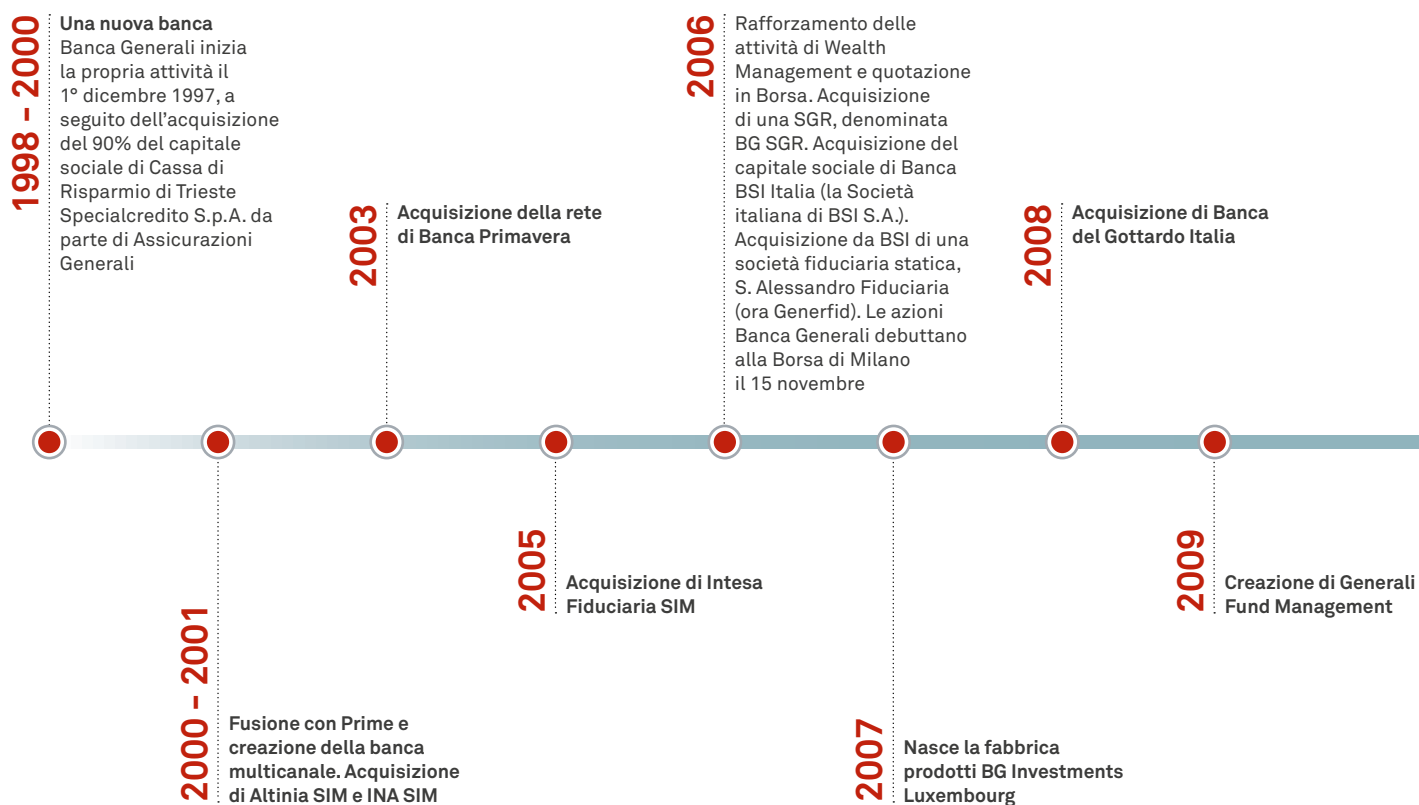 1998 - 2000
Una nuova banca
Banca Generali inizia
la propria attività il
1° dicembre 1997, a
seguito dell'acquisizione
del 90% del capitale
sociale di Cassa di
Risparmio di Trieste
Specialcredito S.p.A. da
parte di Assicurazioni
Generali
2000 - 2001
Fusione con Prime e
creazione della banca
multicanale. Acquisizione
di Altinia SIM e INA SIM
2003
Acquisizione della rete
di Banca Primavera
2005
Acquisizione di Intesa
Fiduciaria SIM
2006
Rafforzamento delle
attività di Wealth
Management e quotazione
in Borsa. Acquisizione
di una SGR, denominata
BG SGR. Acquisizione del
capitale sociale di Banca
BSI Italia (la Società
italiana di BSI S.A.).
Acquisizione da BSI di una
società fiduciaria statica,
S. Alessandro Fiduciaria
(ora Generfid). Le azioni
Banca Generali debuttano
alla Borsa di Milano
il 15 novembre
2007
Nasce la fabbrica
prodotti BG Investments
Luxembourg
2008
Acquisizione di Banca
del Gottardo Italia
2009
Creazione di Generali
Fund Management